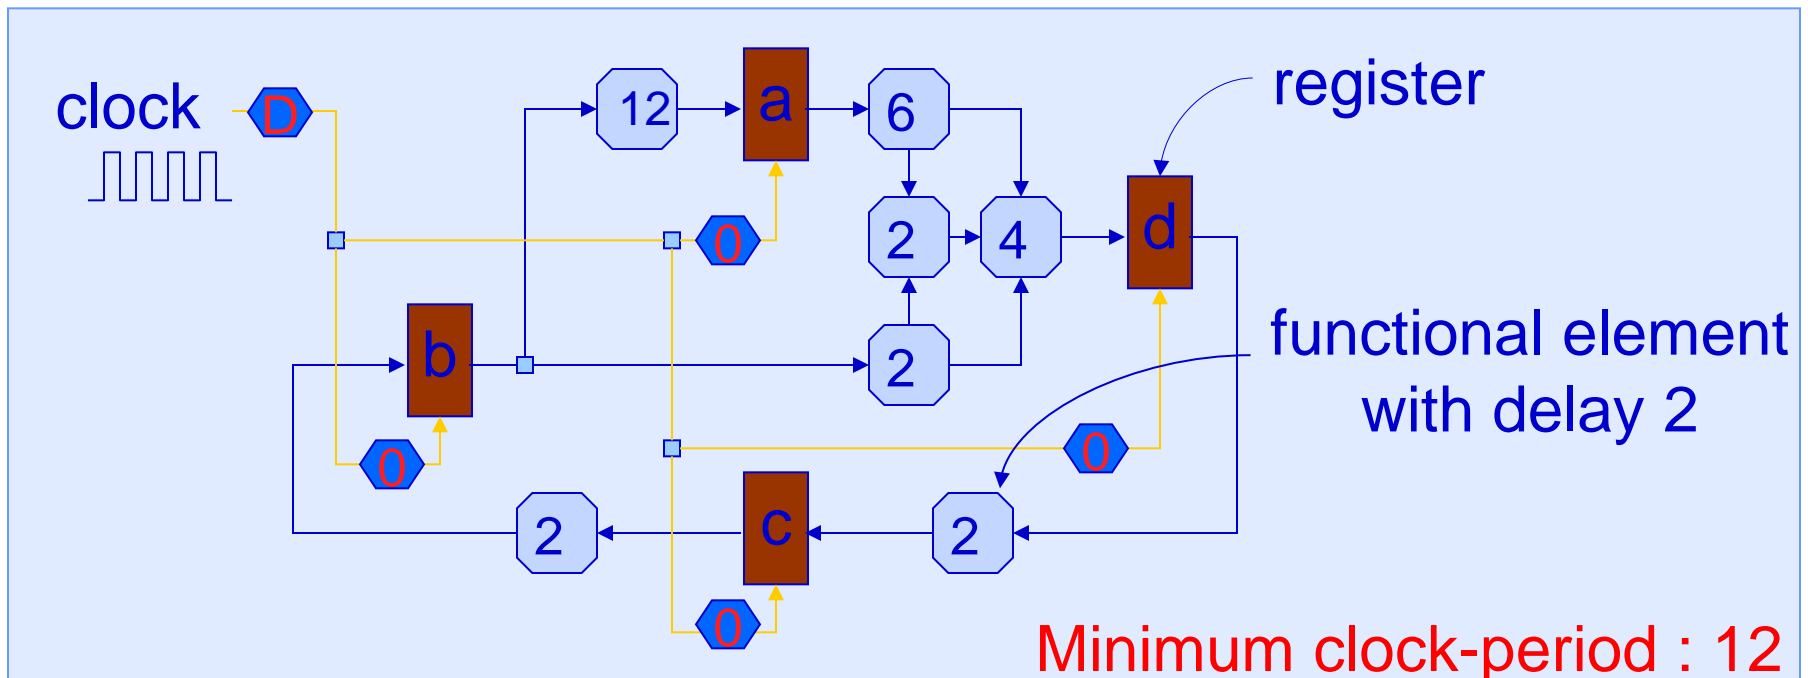 clock
D
12
a
6
register
0
2
4
d
b
2
functional element
with delay 2
0
0
2
c
2
0
Minimum clock-period : 12